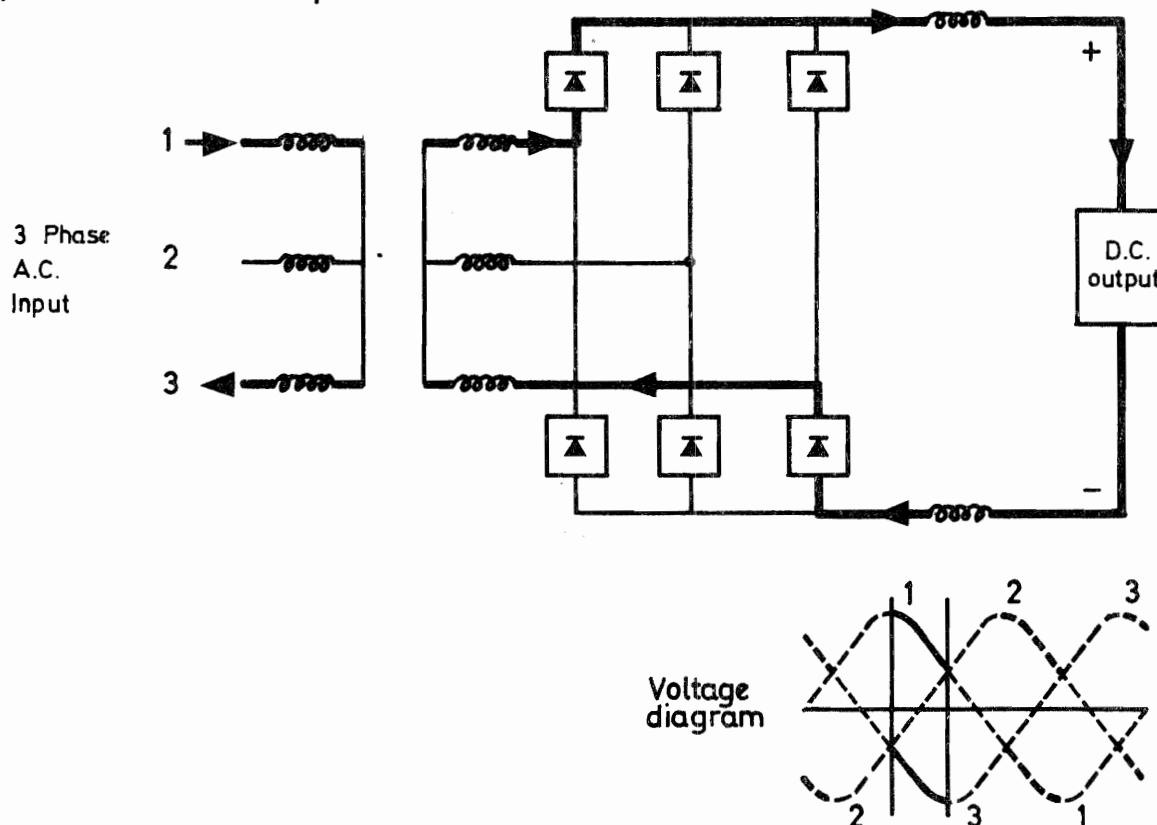 +
1
3 Phase
A.C.
Input
2
D.C.
output
3
-
1 2 3
Voltage
diagram
2 3 1